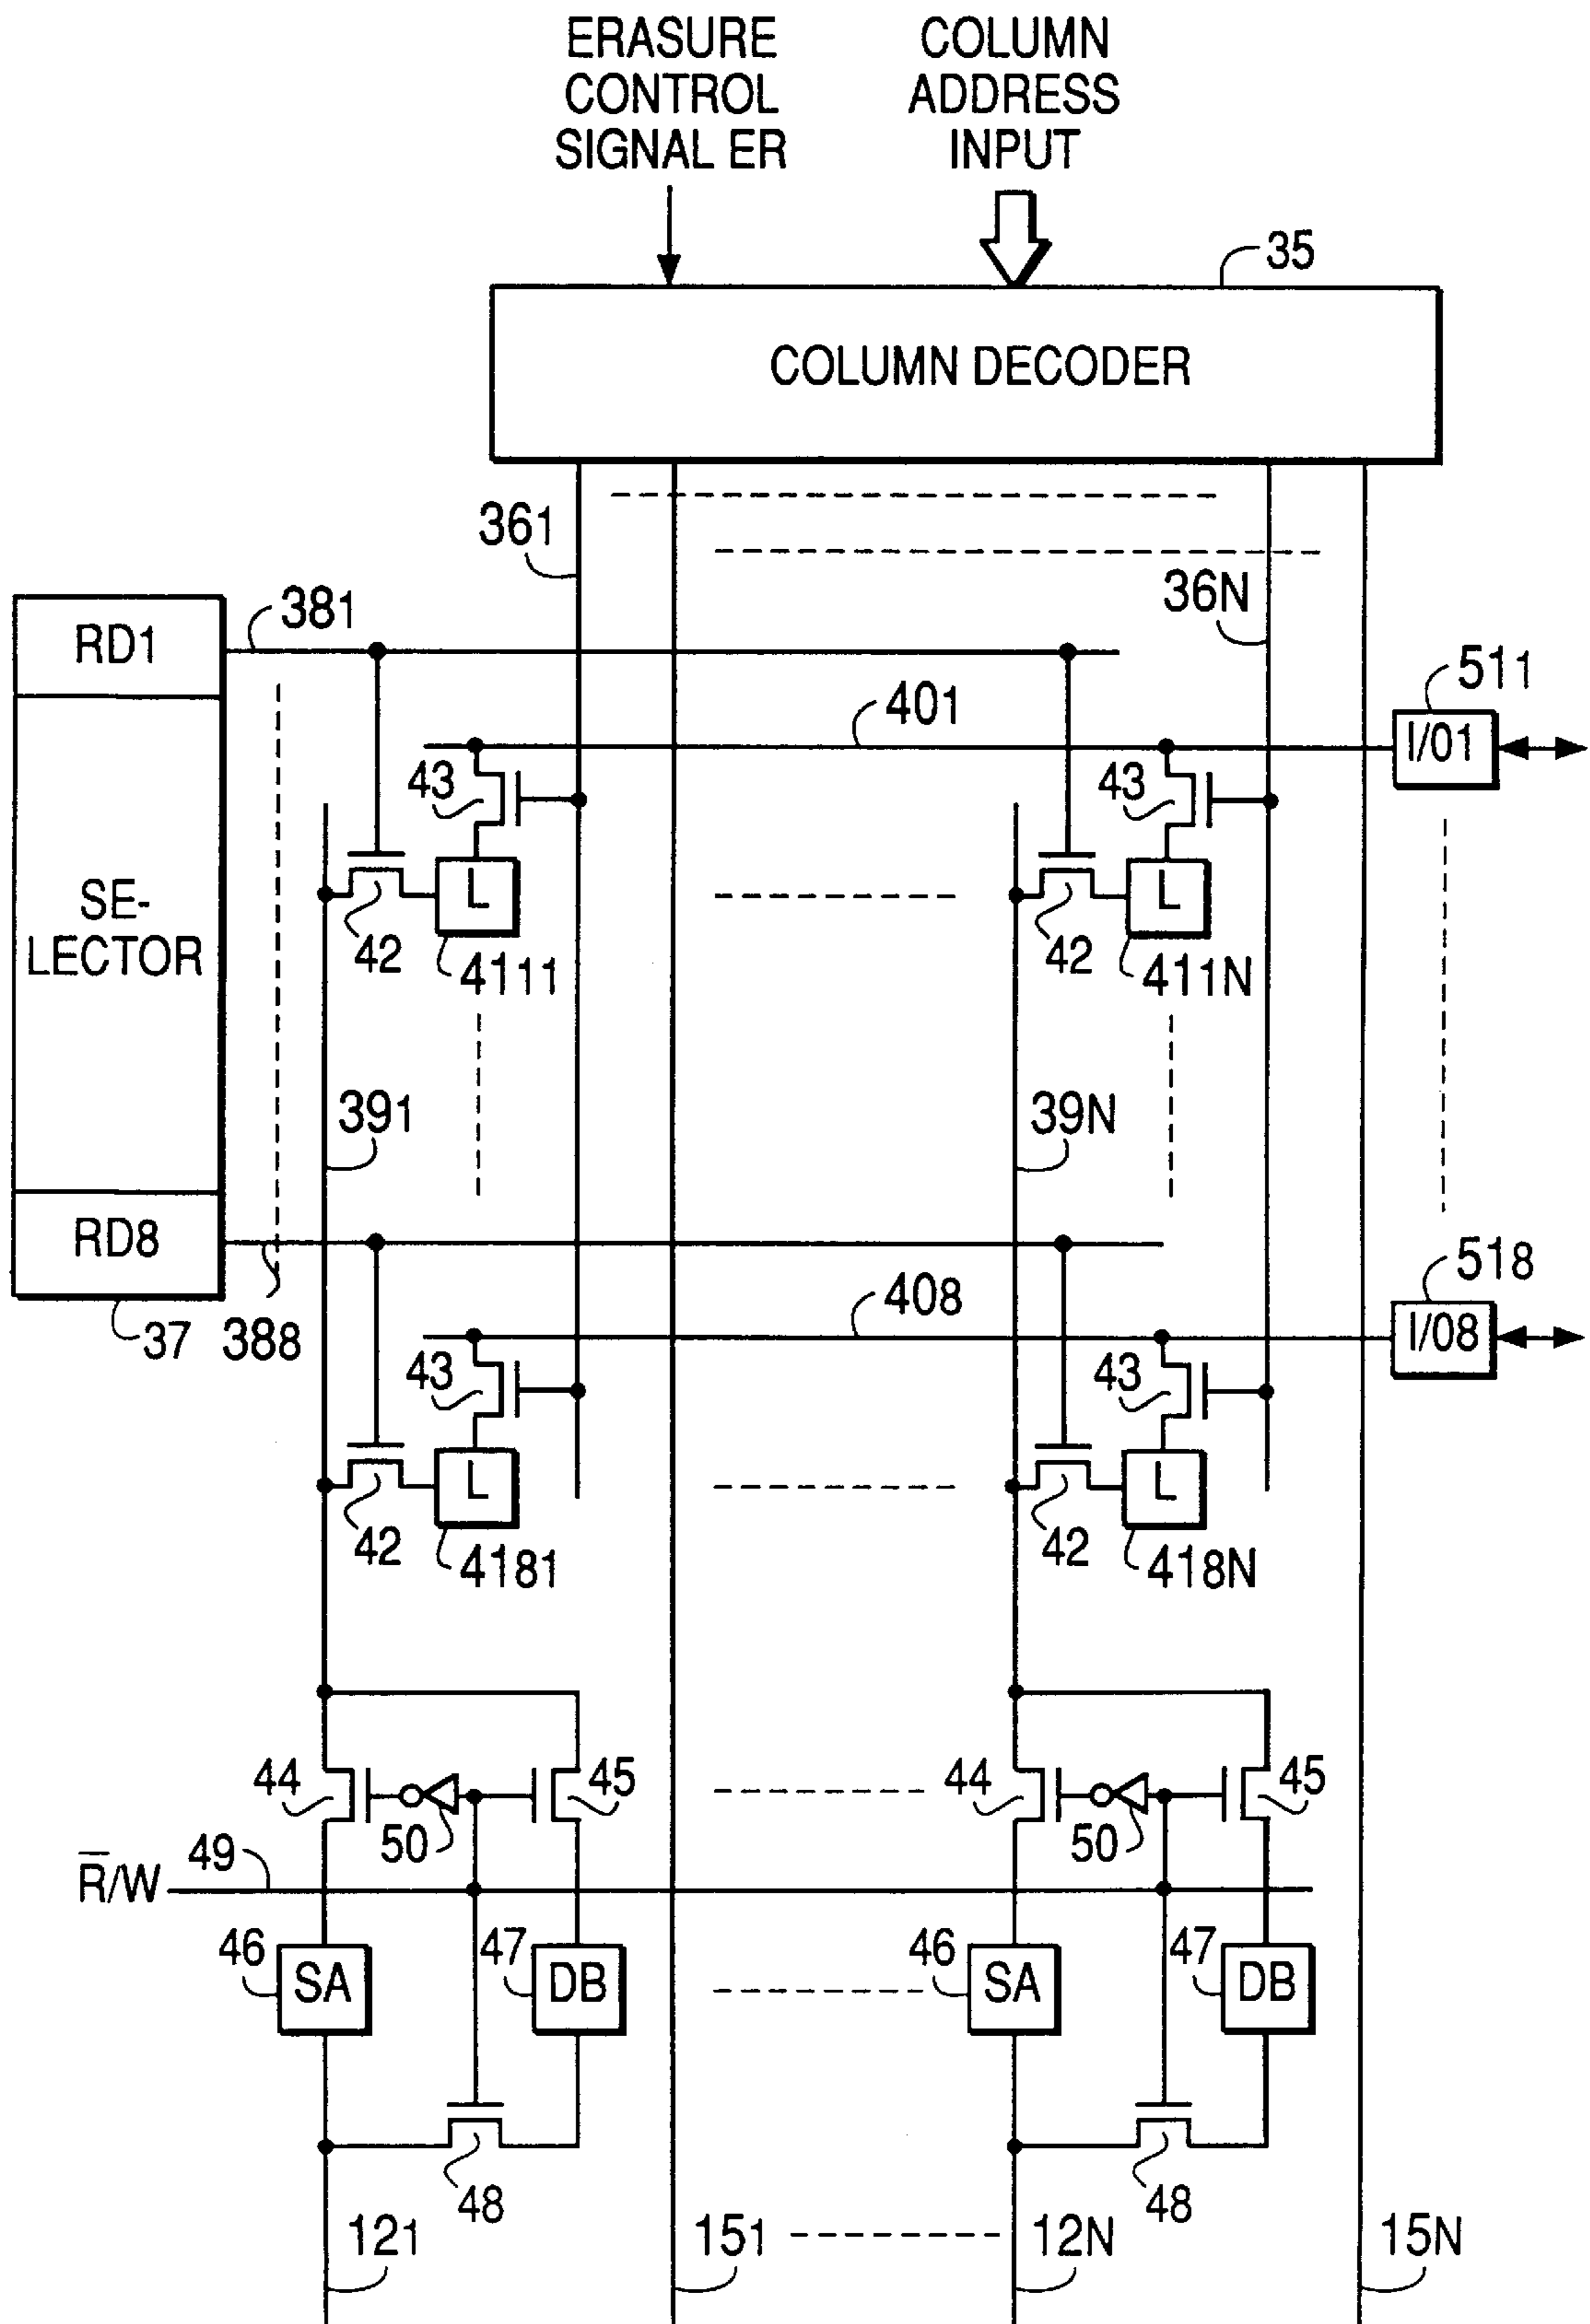 ERASURE
CONTROL
SIGNAL ER
COLUMN
ADDRESS
INPUT
35
COLUMN DECODER
361
36N
RD1
381
401
511
I/01
43
43
SE-
LECTOR
L
L
42
4111
42
411N
391
39N
RD8
37
388
408
518
I/08
43
43
L
L
42
4181
42
418N
44
50
45
44
50
45
R̅/W
49
46
SA
47
DB
46
SA
47
DB
48
48
121
151
12N
15N